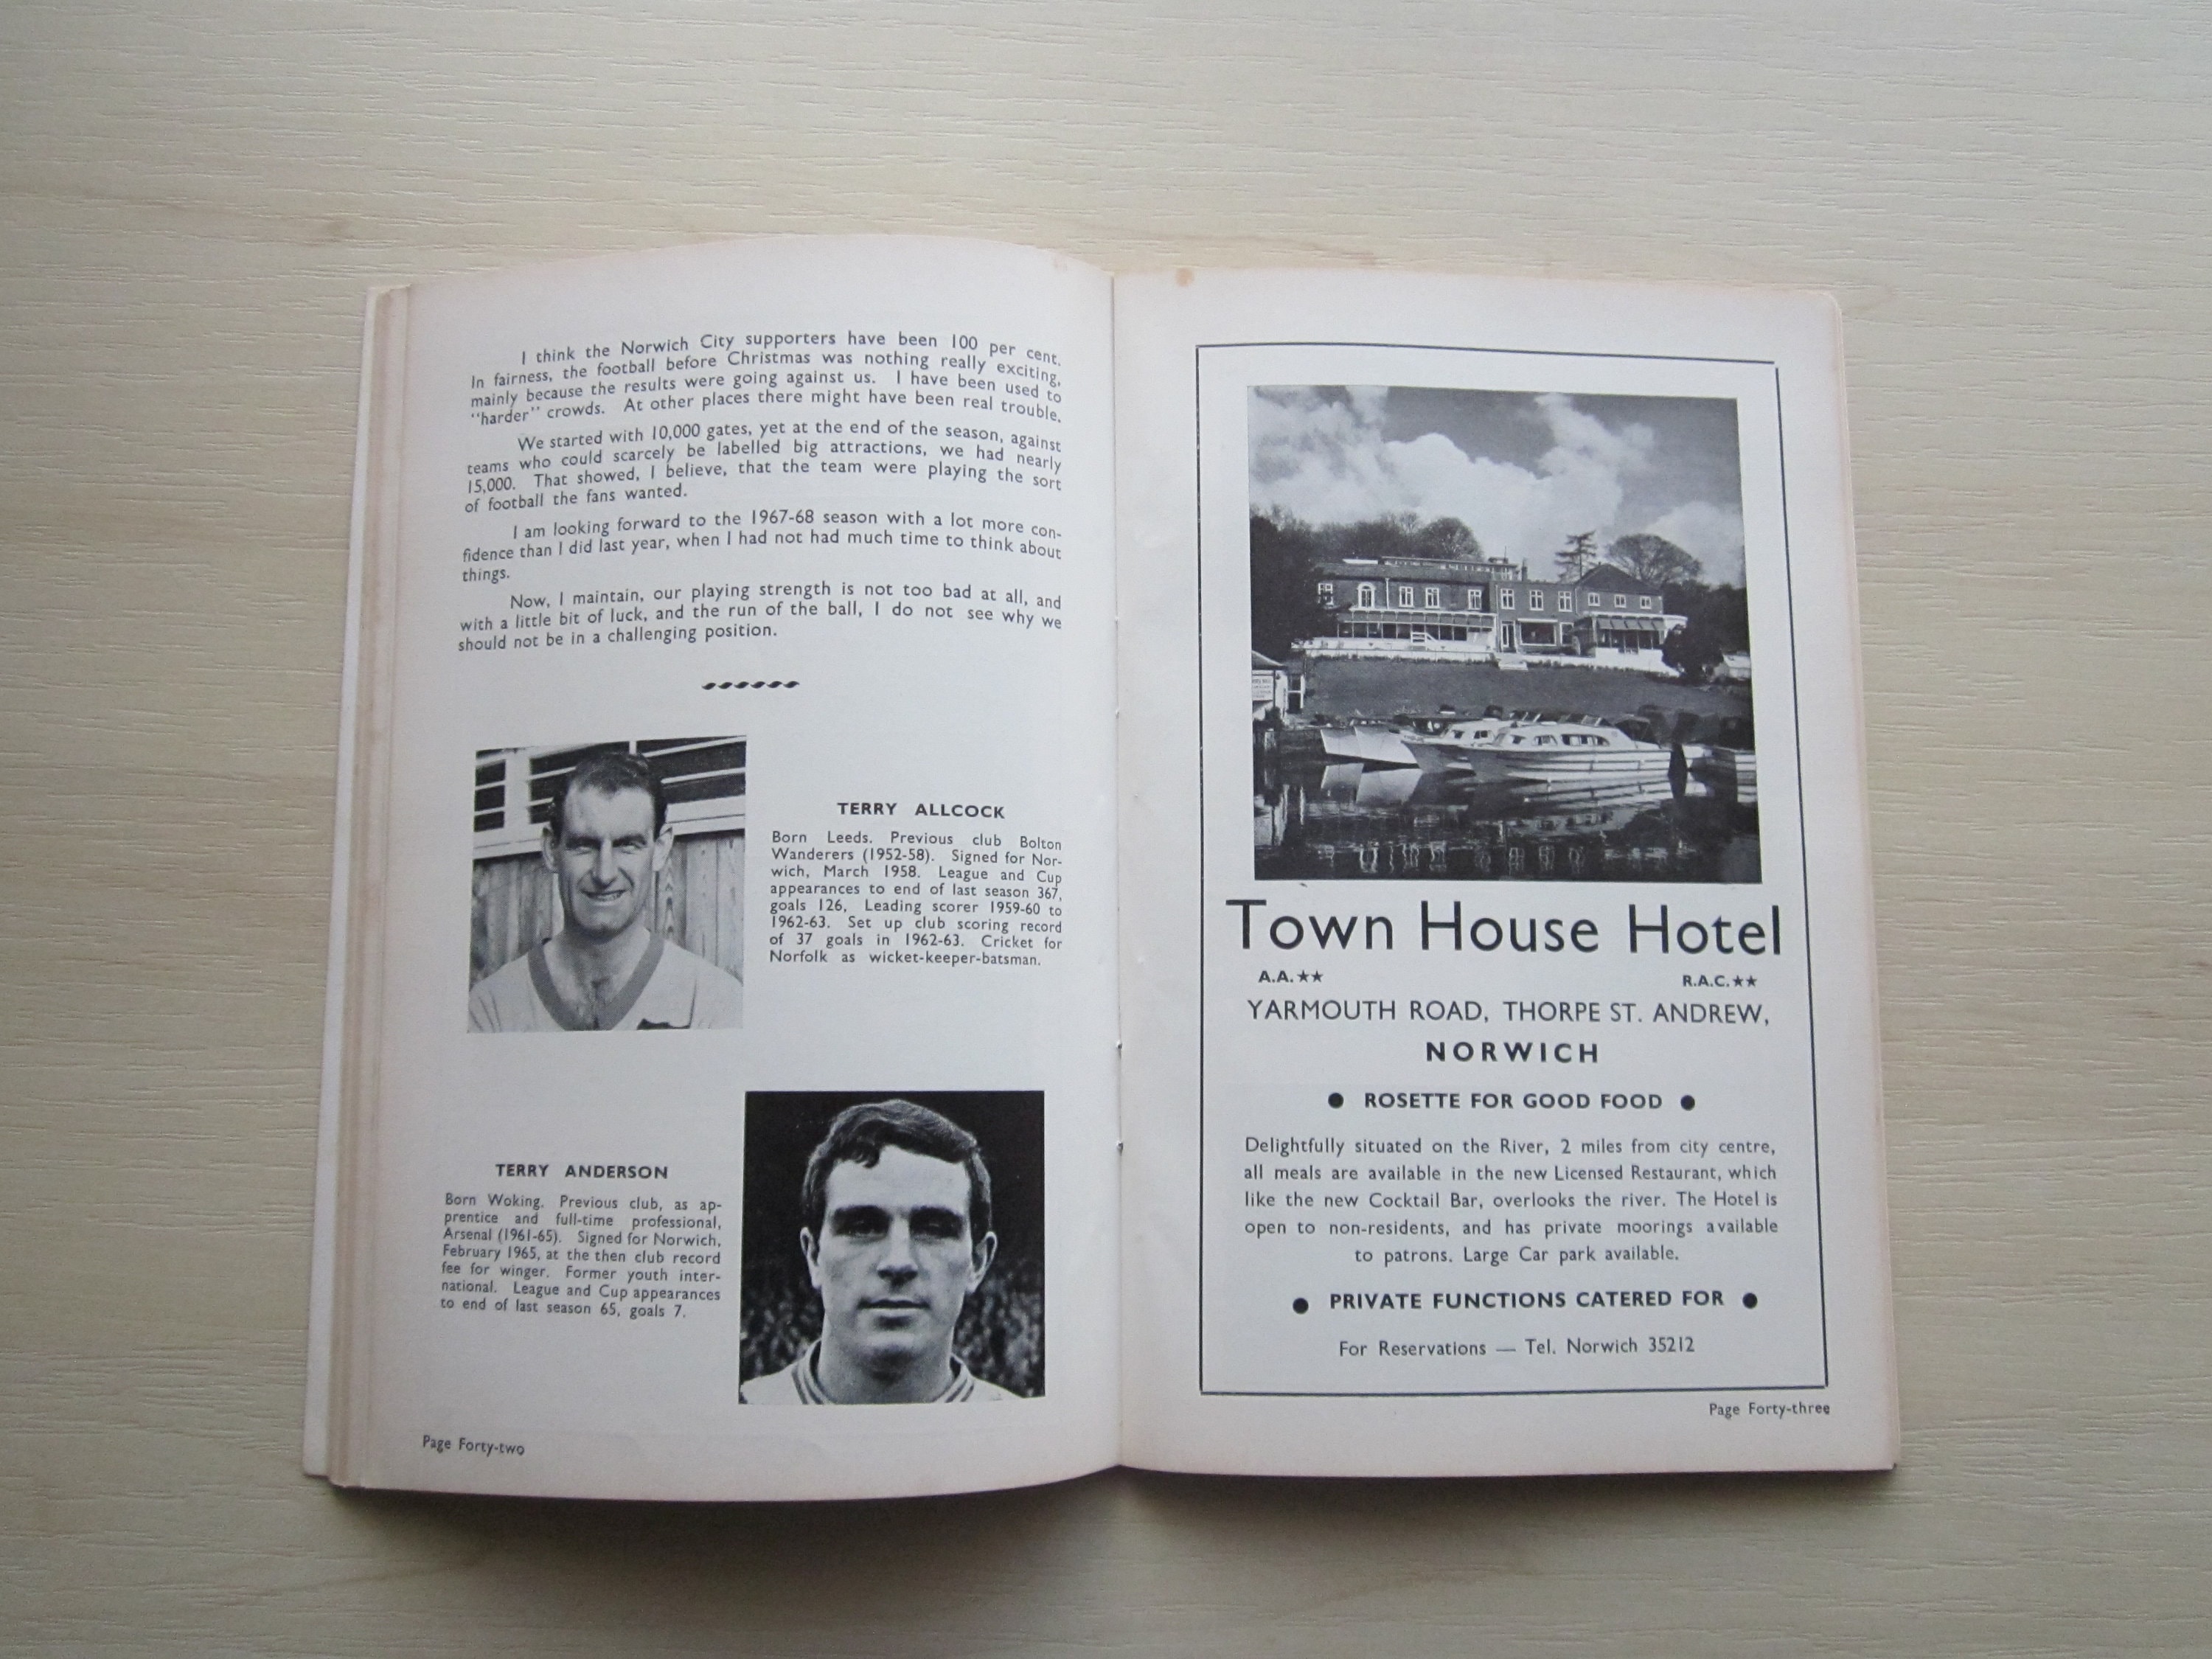 I think the Norwich City supporters have been 100 per cent.
In fairness, the football before Christmas was nothing really exciting,
mainly because the results were going against us. I have been used to
"harder" crowds. At other places there might have been real trouble.
We started with 10,000 gates, yet at the end of the season, against
teams who could scarcely be labelled big attractions, we had nearly
15,000. That showed, I believe, that the team were playing the sort
of football the fans wanted.
I am looking forward to the 1967-68 season with a lot more con-
fidence than I did last year, when I had not had much time to think about
things.
Now, I maintain, our playing strength is not too bad at all, and
with a little bit of luck, and the run of the ball, I do not see why we
should not be in a challenging position.
TERRY ALLCOCK
Born Leeds. Previous club Bolton
Wanderers (1952-58). Signed for Nor-
wich, March 1958. League and Cup
appearances to end of last season 367,
goals 126, Leading scorer 1959-60 to
1962-63. Set up club scoring record
of 37 goals in 1962-63. Cricket for
Norfolk as wicket-keeper-batsman.
TERRY ANDERSON
Born Woking. Previous club, as ap-
prentice and full-time professional,
Arsenal (1961-65). Signed for Norwich,
February 1965, at the then club record
fee for winger. Former youth inter-
national. League and Cup appearances
to end of last season 65, goals 7.
Page Forty-two
Town House Hotel
A.A.★★ R.A.C.★★
YARMOUTH ROAD, THORPE ST. ANDREW,
NORWICH
● ROSETTE FOR GOOD FOOD ●
Delightfully situated on the River, 2 miles from city centre,
all meals are available in the new Licensed Restaurant, which
like the new Cocktail Bar, overlooks the river. The Hotel is
open to non-residents, and has private moorings available
to patrons. Large Car park available.
● PRIVATE FUNCTIONS CATERED FOR ●
For Reservations — Tel. Norwich 35212
Page Forty-three